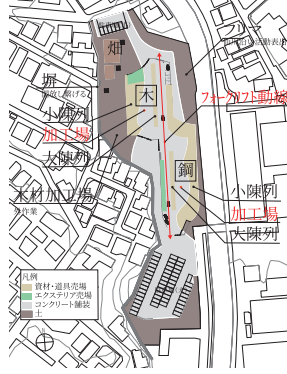 畑
塀
木
フォークリフト動線
小陳列
加工場
大陳列
鋼
木材加工場
小陳列
加工場
大陳列
凡例
資材・道具売場
エクステリア売場
コンクリート舗装
土